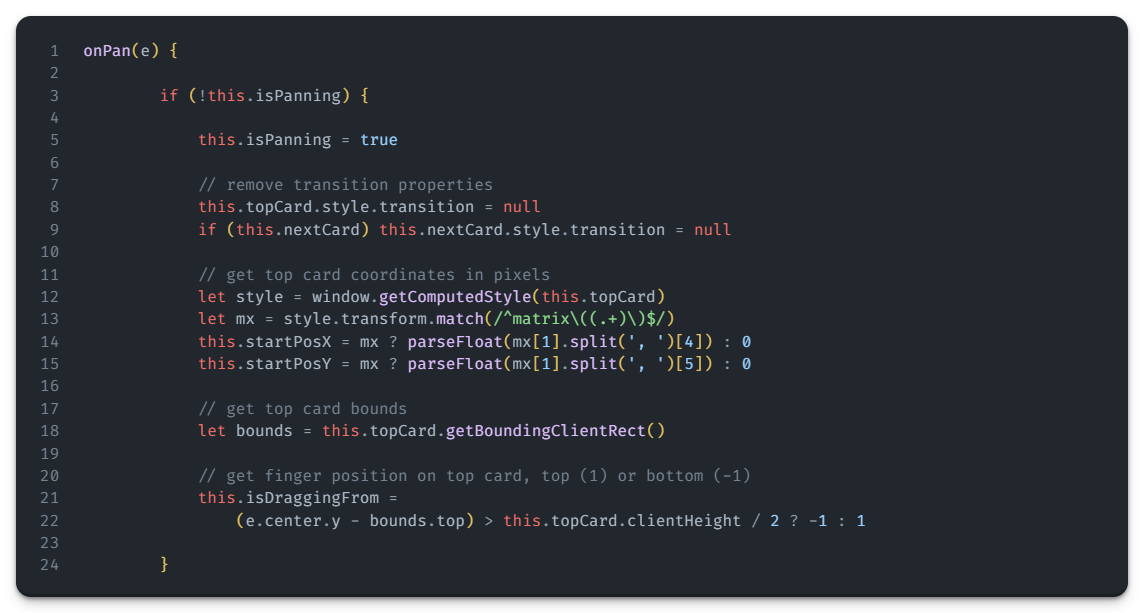 1 onPan(e) {
2
3 if (!this.isPanning) {
4
5 this.isPanning = true
6
7 // remove transition properties
8 this.topCard.style.transition = null
9 if (this.nextCard) this.nextCard.style.transition = null
10
11 // get top card coordinates in pixels
12 let style = window.getComputedStyle(this.topCard)
13 let mx = style.transform.match(/^matrix\((.+)\)$/)
14 this.startPosX = mx ? parseFloat(mx[1].split(', ')[4]) : 0
15 this.startPosY = mx ? parseFloat(mx[1].split(', ')[5]) : 0
16
17 // get top card bounds
18 let bounds = this.topCard.getBoundingClientRect()
19
20 // get finger position on top card, top (1) or bottom (-1)
21 this.isDraggingFrom =
22 (e.center.y - bounds.top) > this.topCard.clientHeight / 2 ? -1 : 1
23
24 }